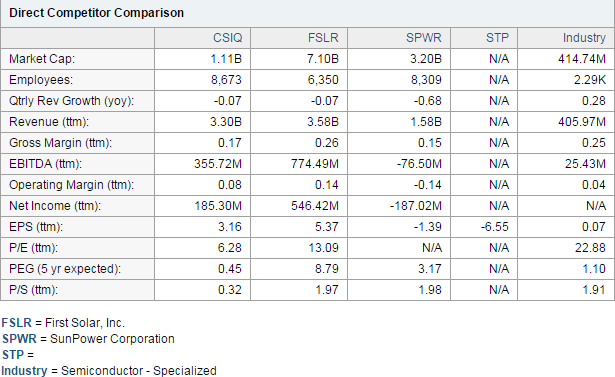 Direct Competitor Comparison
CSIQ FSLR SPWR STP Industry
Market Cap: 1.11B 7.10B 3.20B N/A 414.74M
Employees: 8,673 6,350 8,309 N/A 2.29K
Qtrly Rev Growth (yoy): -0.07 -0.07 -0.68 N/A 0.28
Revenue (ttm): 3.30B 3.58B 1.58B N/A 405.97M
Gross Margin (ttm): 0.17 0.26 0.15 N/A 0.25
EBITDA (ttm): 355.72M 774.49M -76.50M N/A 25.43M
Operating Margin (ttm): 0.08 0.14 -0.14 N/A 0.04
Net Income (ttm): 185.30M 546.42M -187.02M N/A N/A
EPS (ttm): 3.16 5.37 -1.39 -6.55 0.07
P/E (ttm): 6.28 13.09 N/A N/A 22.88
PEG (5 yr expected): 0.45 8.79 3.17 N/A 1.10
P/S (ttm): 0.32 1.97 1.98 N/A 1.91
FSLR = First Solar, Inc.
SPWR = SunPower Corporation
STP =
Industry = Semiconductor - Specialized